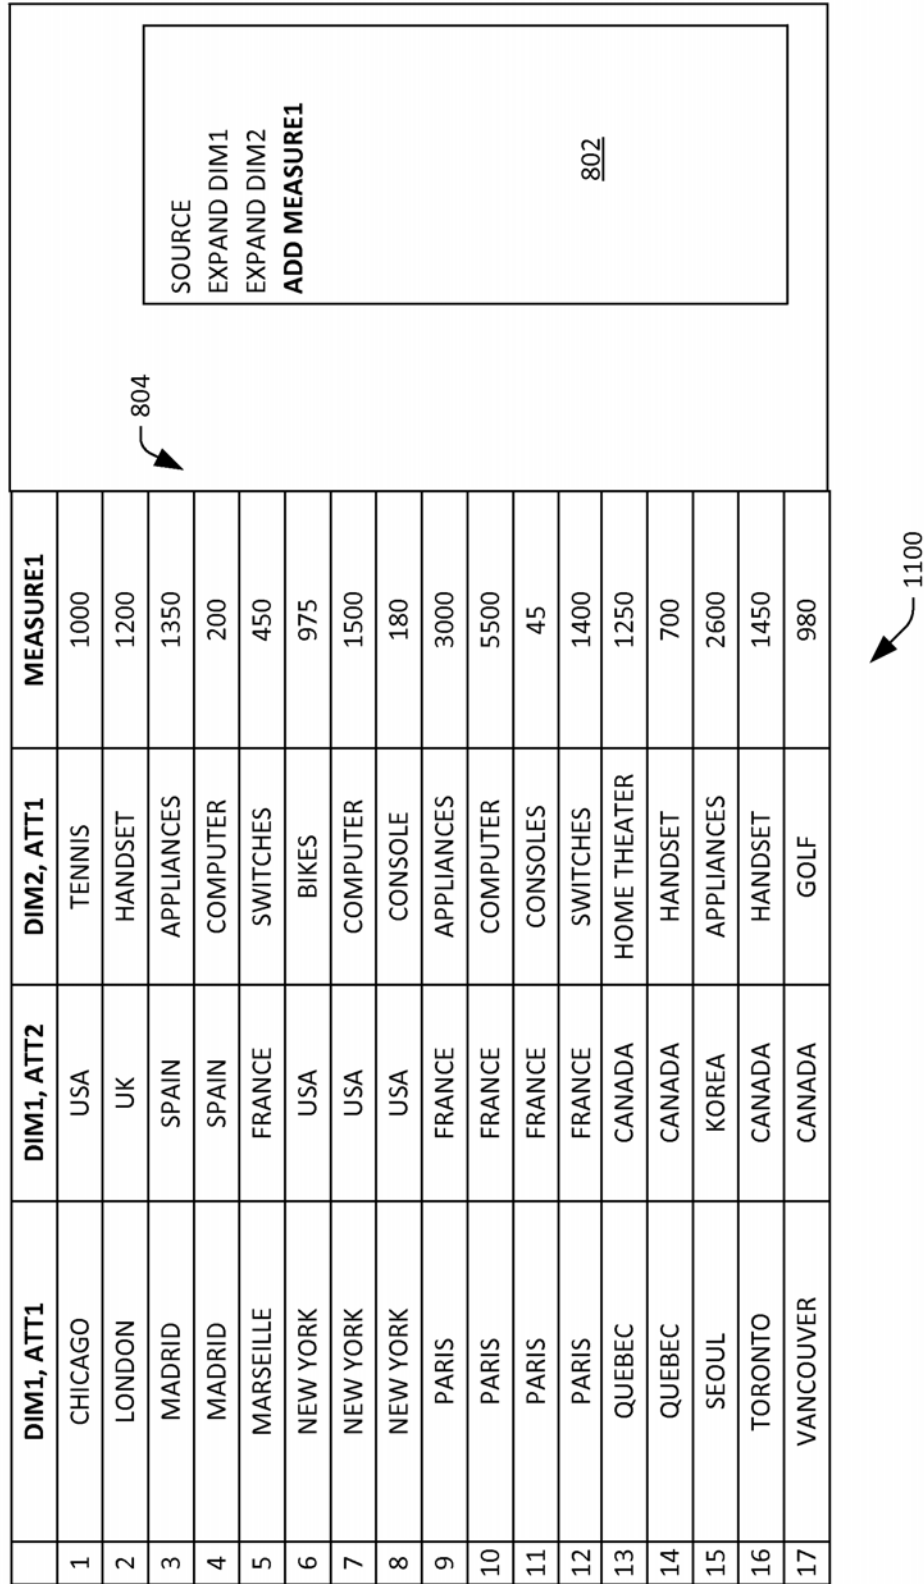 DIM1, ATT1 DIM1, ATT2 DIM2, ATT1 MEASURE1
1 CHICAGO USA TENNIS 1000
2 LONDON UK HANDSET 1200
3 MADRID SPAIN APPLIANCES 1350
4 MADRID SPAIN COMPUTER 200
5 MARSEILLE FRANCE SWITCHES 450
6 NEW YORK USA BIKES 975
7 NEW YORK USA COMPUTER 1500
8 NEW YORK USA CONSOLE 180
9 PARIS FRANCE APPLIANCES 3000
10 PARIS FRANCE COMPUTER 5500
11 PARIS FRANCE CONSOLES 45
12 PARIS FRANCE SWITCHES 1400
13 QUEBEC CANADA HOME THEATER 1250
14 QUEBEC CANADA HANDSET 700
15 SEOUL KOREA APPLIANCES 2600
16 TORONTO CANADA HANDSET 1450
17 VANCOUVER CANADA GOLF 980
804
SOURCE
EXPAND DIM1
EXPAND DIM2
ADD MEASURE1
802
1100